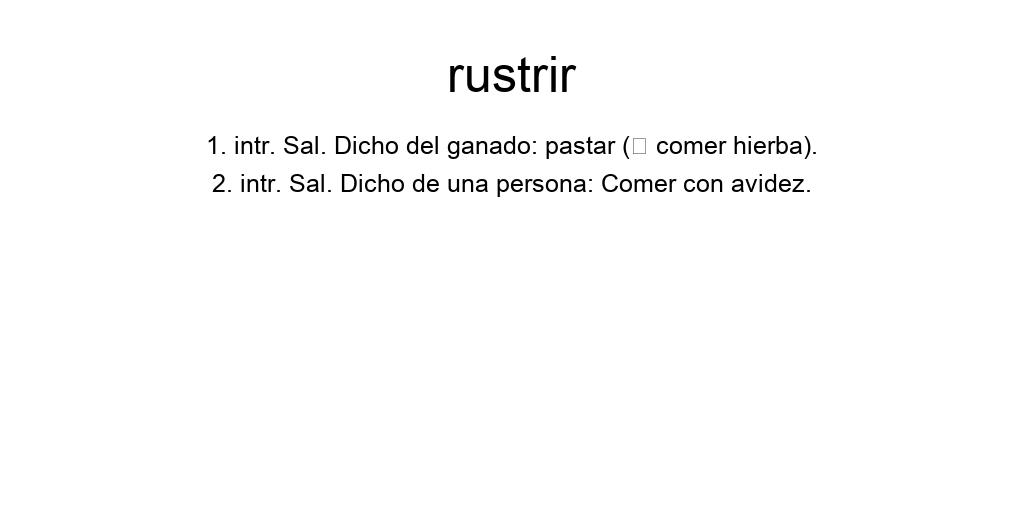 rustrir
1. intr. Sal. Dicho del ganado: pastar (□ comer hierba).
2. intr. Sal. Dicho de una persona: Comer con avidez.